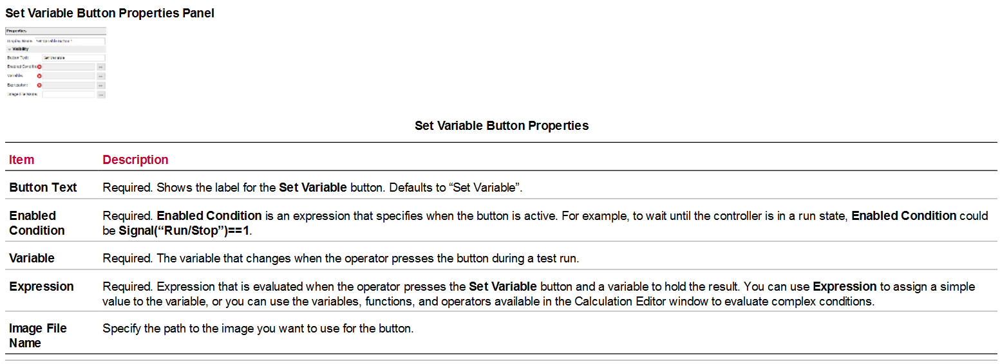 Set Variable Button Properties Panel
Properties
Display Name: Set Variable Button 1
Visibility
Button Text: Set Variable
Enabled Conditio
Variable:
Expression:
Image File Name:
Set Variable Button Properties
Item Description
Button Text Required. Shows the label for the Set Variable button. Defaults to “Set Variable”.
Enabled Required. Enabled Condition is an expression that specifies when the button is active. For example, to wait until the controller is in a run state, Enabled Condition could
Condition be Signal(“Run/Stop”)==1.
Variable Required. The variable that changes when the operator presses the button during a test run.
Expression Required. Expression that is evaluated when the operator presses the Set Variable button and a variable to hold the result. You can use Expression to assign a simple
value to the variable, or you can use the variables, functions, and operators available in the Calculation Editor window to evaluate complex conditions.
Image File Specify the path to the image you want to use for the button.
Name